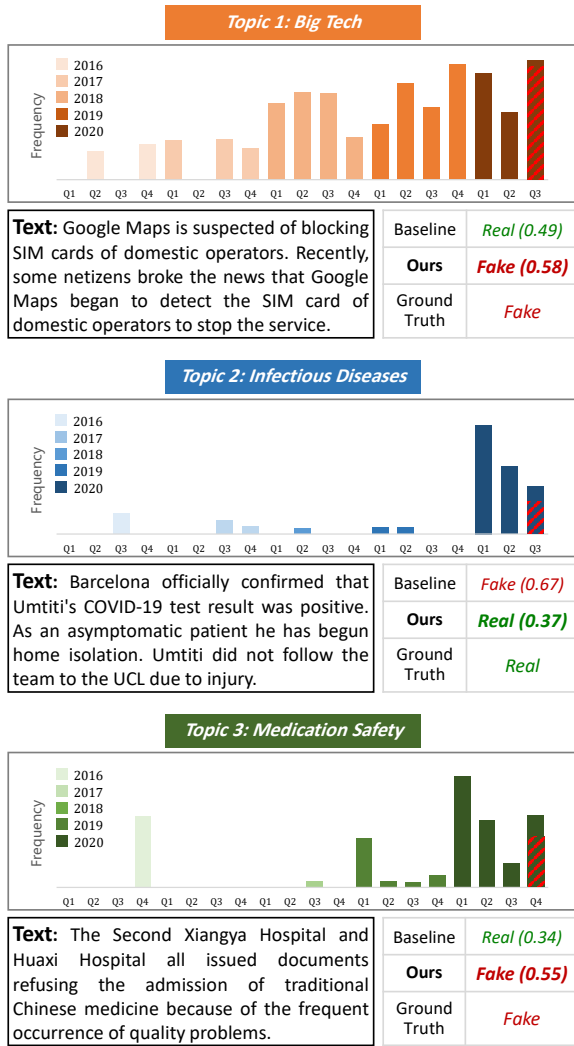 Topic 1: Big Tech
Frequency
2016
2017
2018
2019
2020
Q1 Q2 Q3 Q4 Q1 Q2 Q3 Q4 Q1 Q2 Q3 Q4 Q1 Q2 Q3 Q4 Q1 Q2 Q3
Text: Google Maps is suspected of blocking
SIM cards of domestic operators. Recently,
some netizens broke the news that Google
Maps began to detect the SIM card of
domestic operators to stop the service.
Baseline Real (0.49)
Ours Fake (0.58)
Ground
Truth
Fake
Topic 2: Infectious Diseases
Frequency
2016
2017
2018
2019
2020
Q1 Q2 Q3 Q4 Q1 Q2 Q3 Q4 Q1 Q2 Q3 Q4 Q1 Q2 Q3 Q4 Q1 Q2 Q3
Text: Barcelona officially confirmed that
Umtiti's COVID-19 test result was positive.
As an asymptomatic patient he has begun
home isolation. Umtiti did not follow the
team to the UCL due to injury.
Baseline Fake (0.67)
Ours Real (0.37)
Ground
Truth
Real
Topic 3: Medication Safety
Frequency
2016
2017
2018
2019
2020
Q1 Q2 Q3 Q4 Q1 Q2 Q3 Q4 Q1 Q2 Q3 Q4 Q1 Q2 Q3 Q4 Q1 Q2 Q3 Q4
Text: The Second Xiangya Hospital and
Huaxi Hospital all issued documents
refusing the admission of traditional
Chinese medicine because of the frequent
occurrence of quality problems.
Baseline Real (0.34)
Ours Fake (0.55)
Ground
Truth
Fake